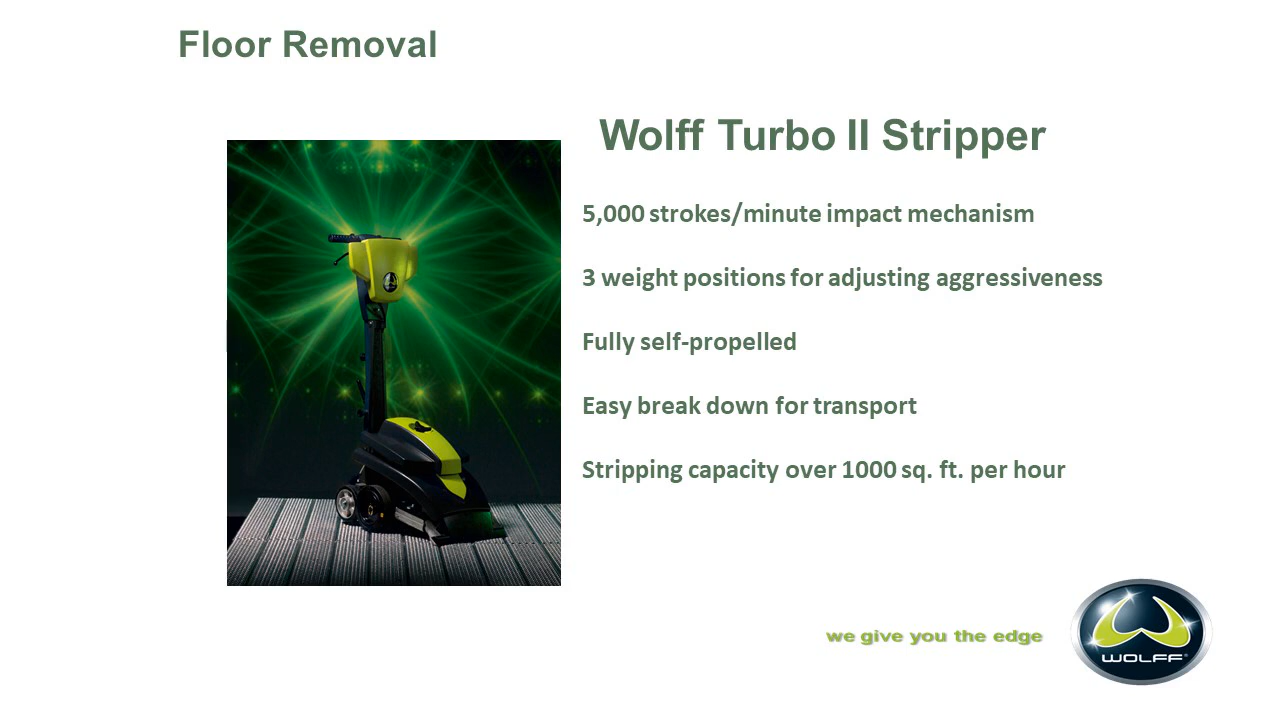 Floor Removal
Wolff Turbo II Stripper
5,000 strokes/minute impact mechanism
3 weight positions for adjusting aggressiveness
Fully self-propelled
Easy break down for transport
Stripping capacity over 1000 sq. ft. per hour
we give you the edge
WOLFF®